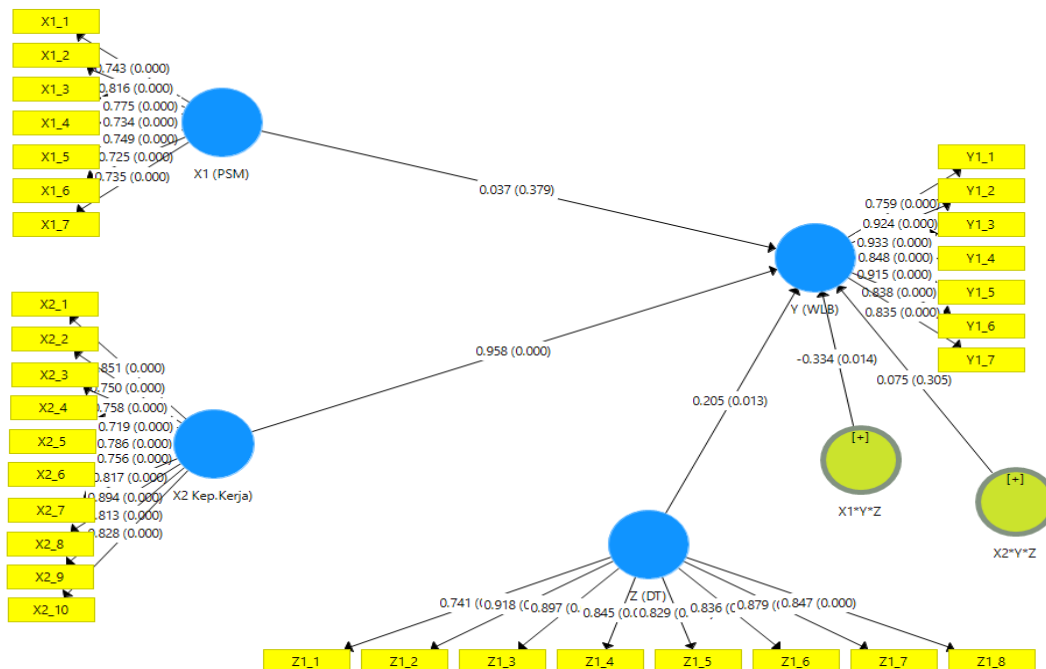 X1_1
X1_2
X1_3
X1_4
X1_5
X1_6
X1_7
0.743 (0.000)
0.816 (0.000)
0.775 (0.000)
0.734 (0.000)
0.749 (0.000)
0.725 (0.000)
0.735 (0.000)
X1 (PSM)
0.037 (0.379)
Y1_1
Y1_2
Y1_3
Y1_4
Y1_5
Y1_6
Y1_7
0.759 (0.000)
0.924 (0.000)
0.933 (0.000)
0.848 (0.000)
0.915 (0.000)
0.838 (0.000)
0.835 (0.000)
Y (WLB)
X2_1
X2_2
X2_3
X2_4
X2_5
X2_6
X2_7
X2_8
X2_9
X2_10
0.851 (0.000)
0.750 (0.000)
0.758 (0.000)
0.719 (0.000)
0.786 (0.000)
0.756 (0.000)
0.817 (0.000)
0.894 (0.000)
0.813 (0.000)
0.828 (0.000)
X2 Kep.Kerja)
0.958 (0.000)
0.205 (0.013)
-0.334 (0.014)
0.075 (0.305)
[+]
X1*Y*Z
[+]
X2*Y*Z
Z (DT)
0.741 (
0.918 (
0.897 (0.
0.845 (0.
0.829 (0.
0.836 (
0.879 (
0.847 (0.000)
Z1_1
Z1_2
Z1_3
Z1_4
Z1_5
Z1_6
Z1_7
Z1_8